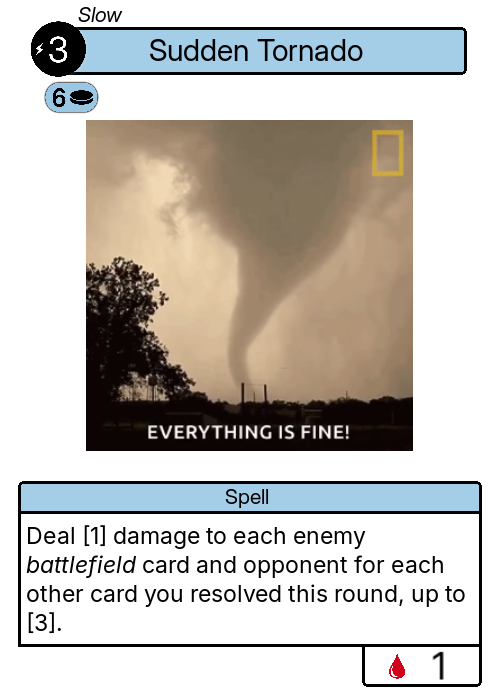 Slow
3
Sudden Tornado
6
EVERYTHING IS FINE!
Spell
Deal [1] damage to each enemy
battlefield card and opponent for each
other card you resolved this round, up to
[3].
1